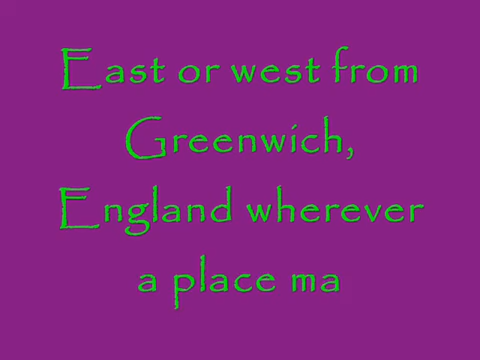 East or west from
Greenwich,
England wherever
a place ma